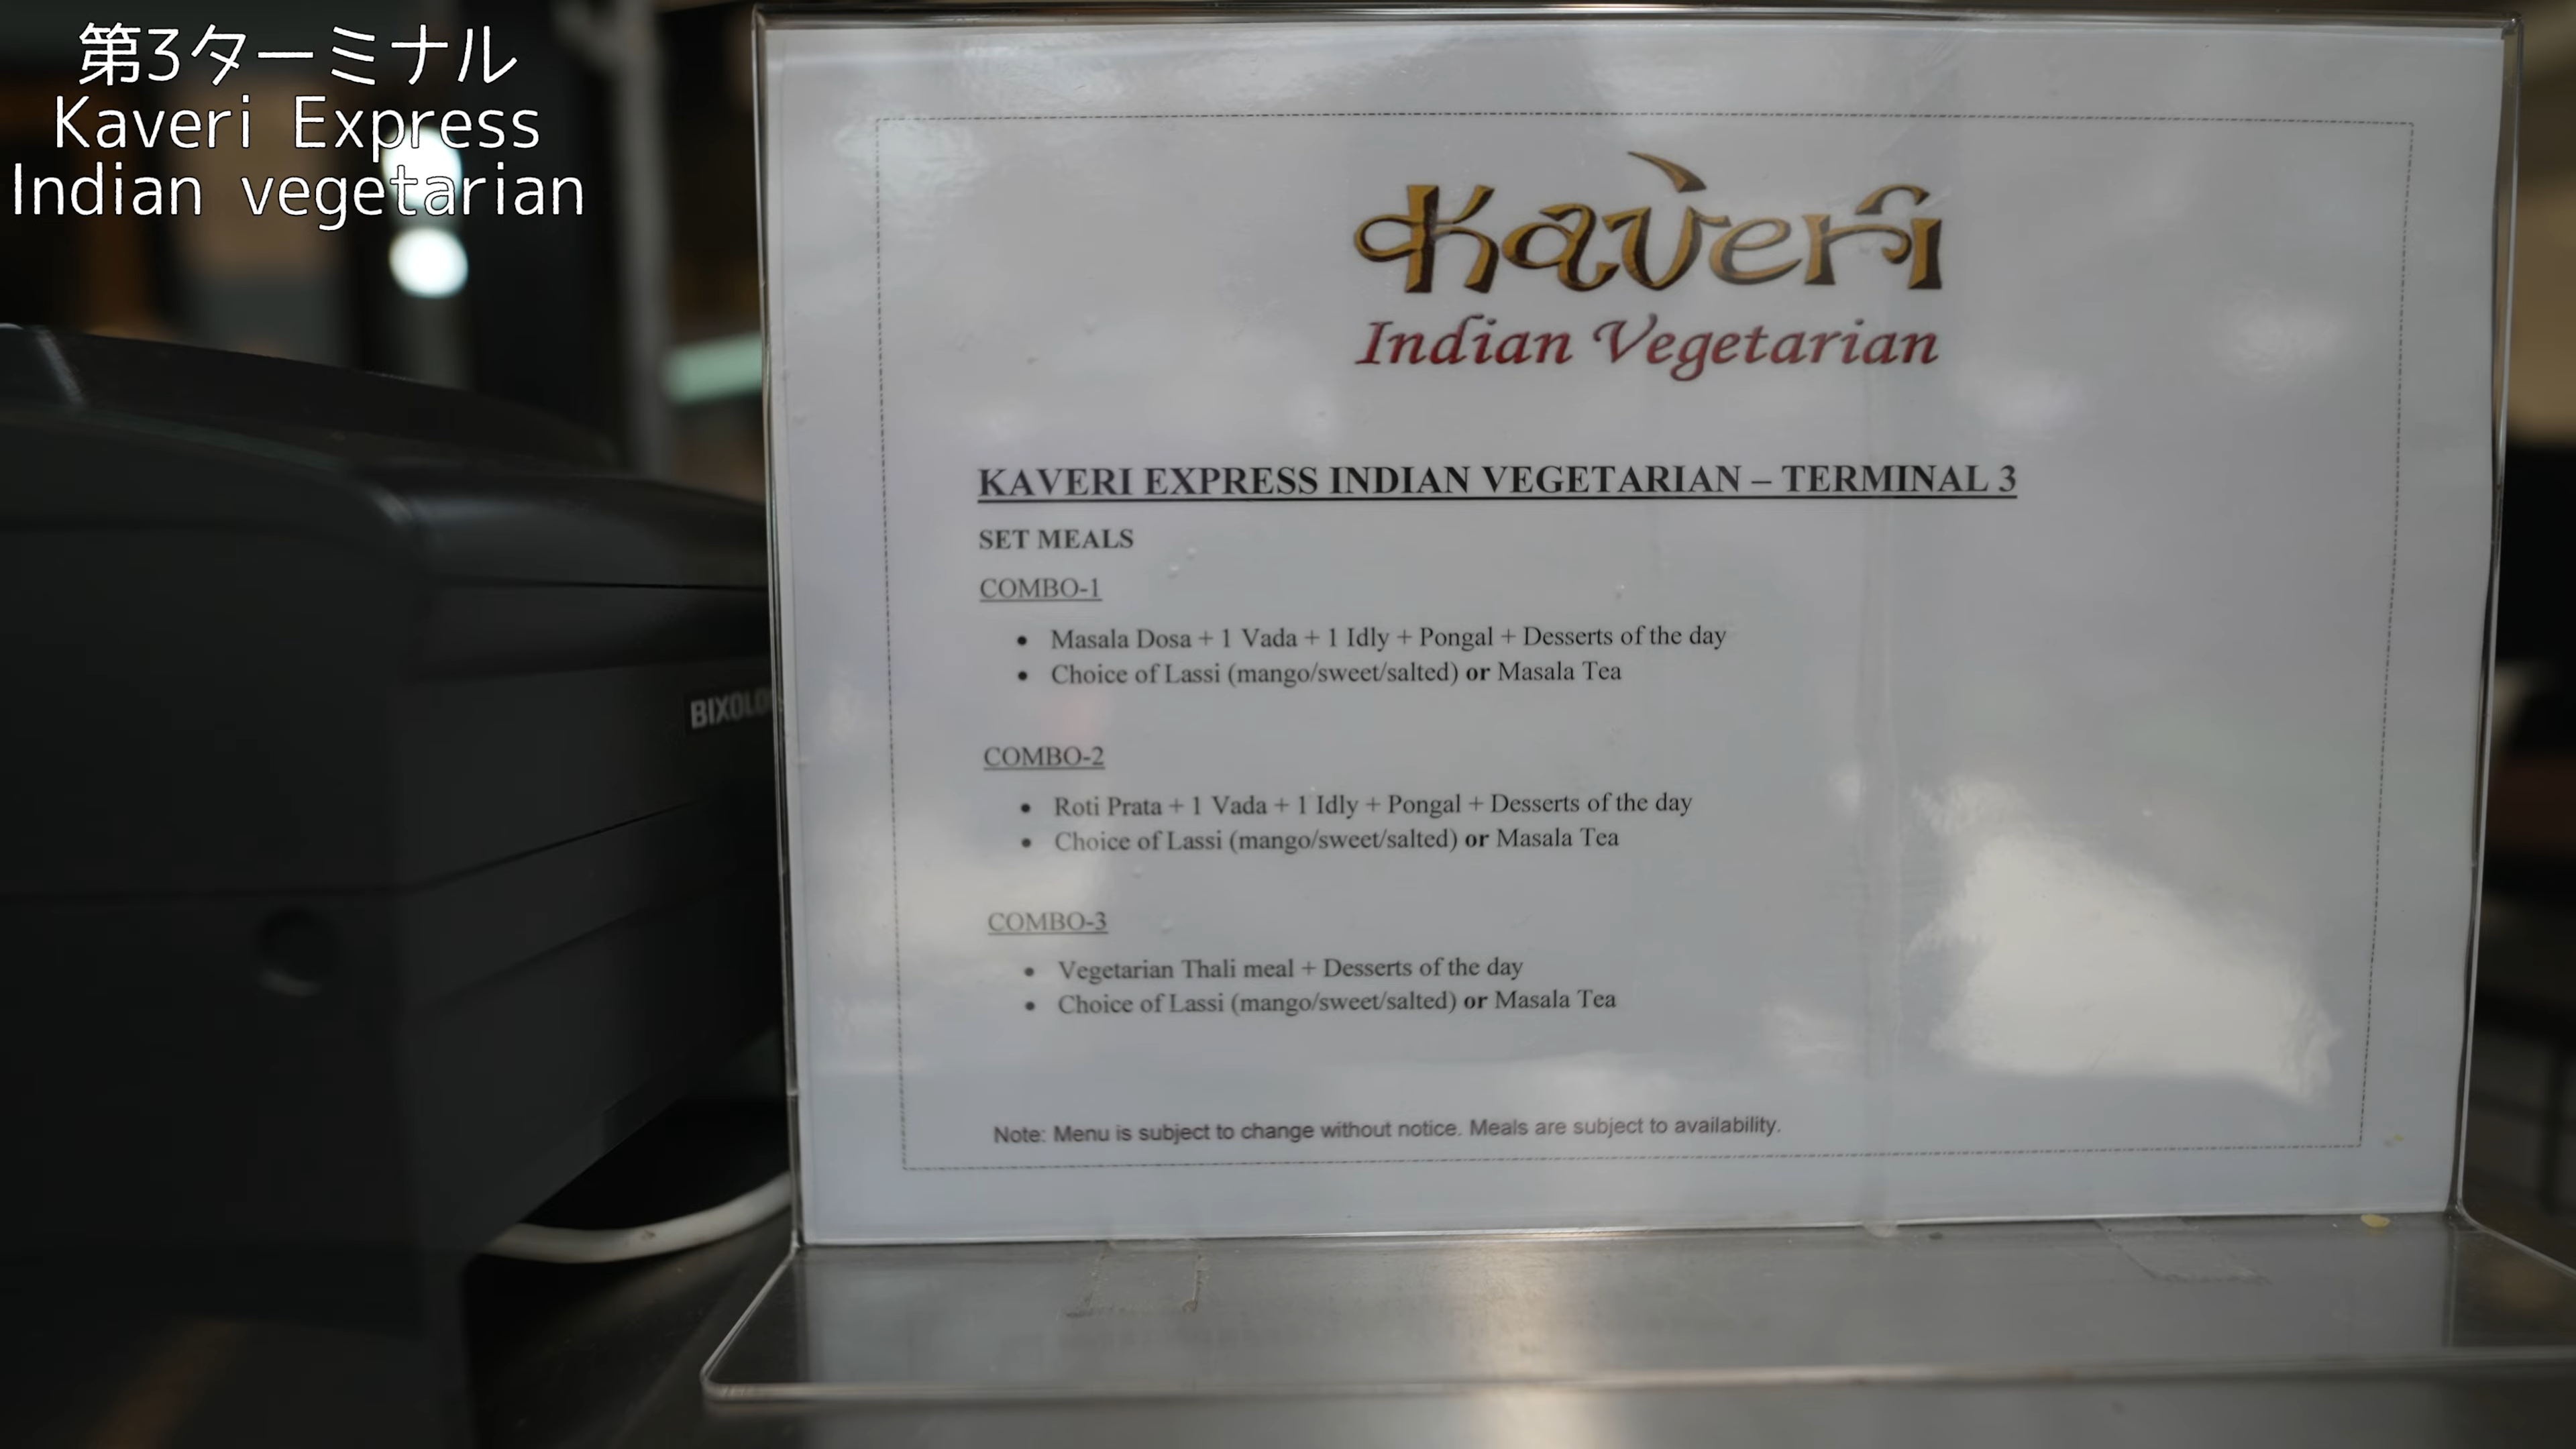 第3ターミナル
Kaveri Express
Indian vegetarian
Kaveri
Indian Vegetarian
KAVERI EXPRESS INDIAN VEGETARIAN – TERMINAL 3
SET MEALS
COMBO-1
• Masala Dosa + 1 Vada + 1 Idly + Pongal + Desserts of the day
• Choice of Lassi (mango/sweet/salted) or Masala Tea
COMBO-2
• Roti Prata + 1 Vada + 1 Idly + Pongal + Desserts of the day
• Choice of Lassi (mango/sweet/salted) or Masala Tea
COMBO-3
• Vegetarian Thali meal + Desserts of the day
• Choice of Lassi (mango/sweet/salted) or Masala Tea
Note: Menu is subject to change without notice. Meals are subject to availability.
BIXOLO